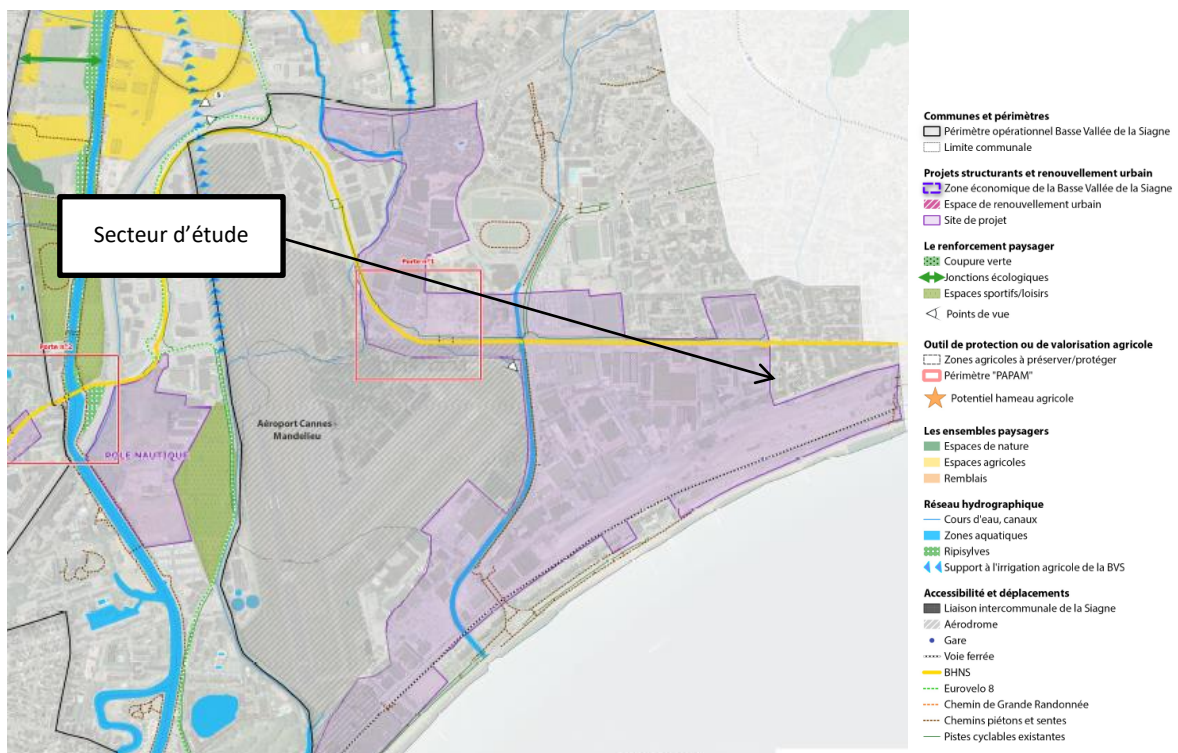 Secteur d'étude
Porte n°1
Porte n°2
Aéroport Cannes -
Mandelieu
POLE NAUTIQUE
Communes et périmètres
Périmètre opérationnel Basse Vallée de la Siagne
Limite communale
Projets structurants et renouvellement urbain
Zone économique de la Basse Vallée de la Siagne
Espace de renouvellement urbain
Site de projet
Le renforcement paysager
Coupure verte
Jonctions écologiques
Espaces sportifs/loisirs
Points de vue
Outil de protection ou de valorisation agricole
Zones agricoles à préserver/protéger
Périmètre "PAPAM"
Potentiel hameau agricole
Les ensembles paysagers
Espaces de nature
Espaces agricoles
Remblais
Réseau hydrographique
Cours d'eau, canaux
Zones aquatiques
Ripisylves
Support à l'irrigation agricole de la BVS
Accessibilité et déplacements
Liaison intercommunale de la Siagne
Aérodrome
Gare
Voie ferrée
BHNS
Eurovelo 8
Chemin de Grande Randonnée
Chemins piétons et sentes
Pistes cyclables existantes